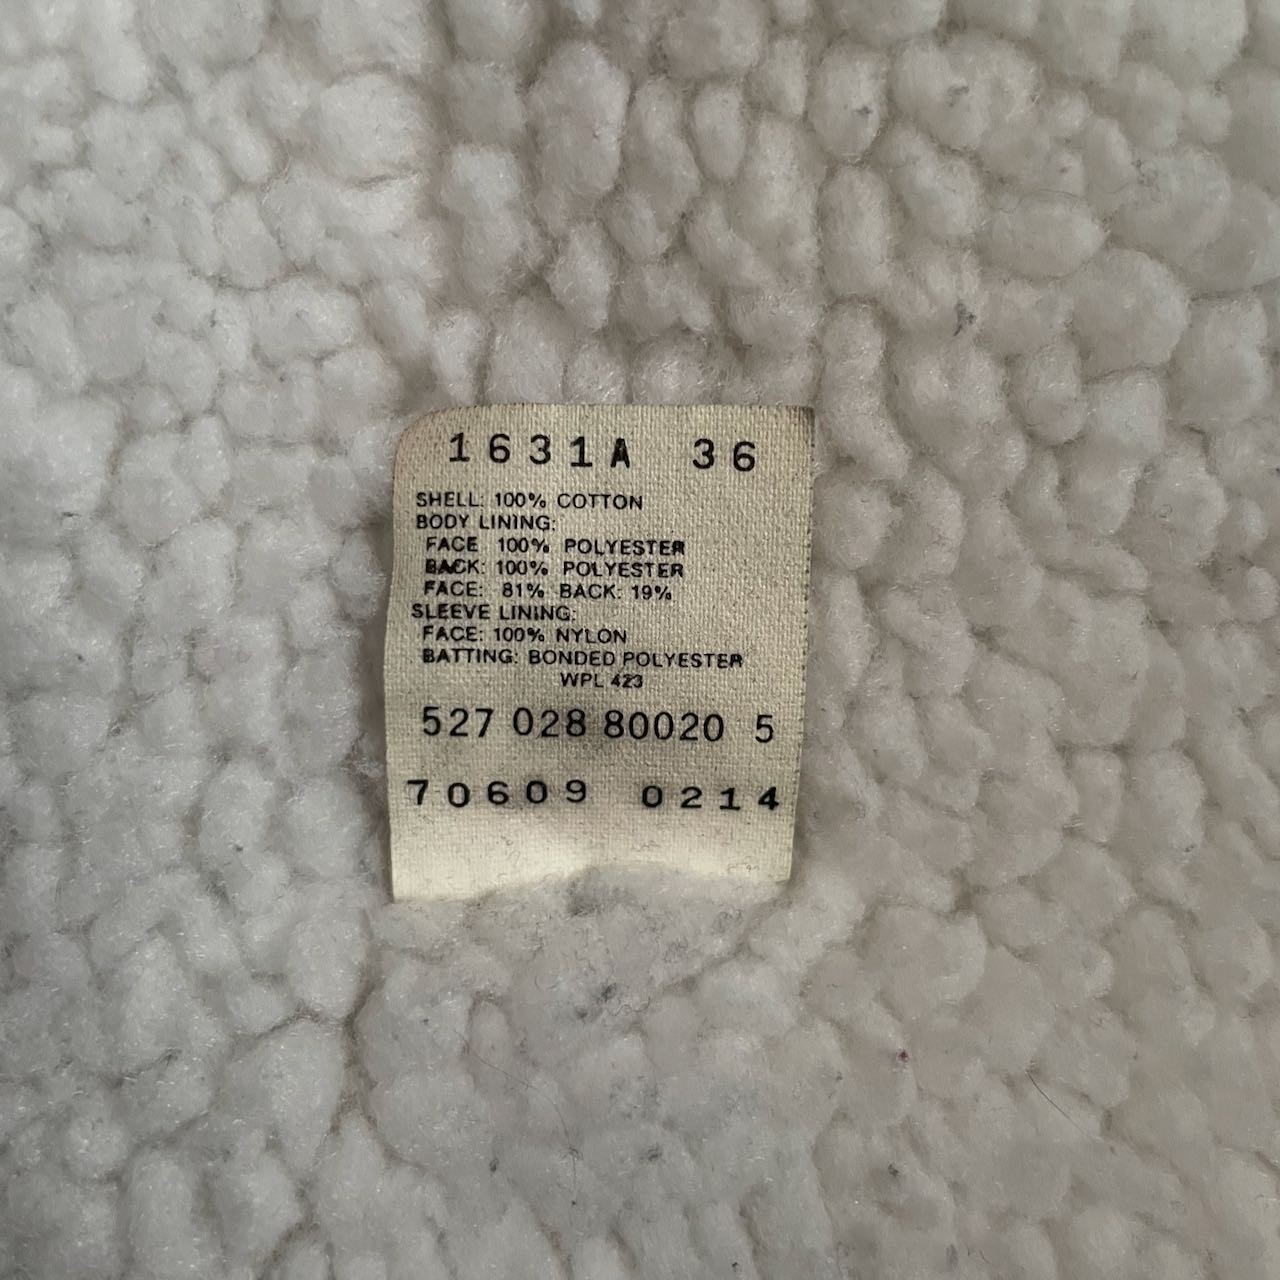 1631A 36
SHELL: 100% COTTON
BODY LINING:
FACE 100% POLYESTER
BACK: 100% POLYESTER
FACE: 81% BACK: 19%
SLEEVE LINING:
FACE: 100% NYLON
BATTING: BONDED POLYESTER
WPL 423
527 028 80020 5
70609 0214